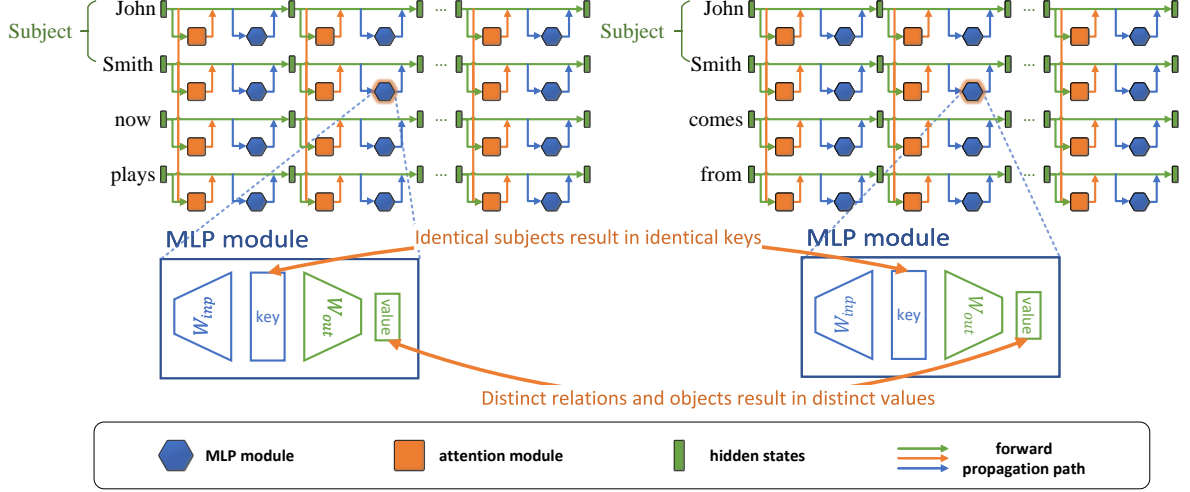 Subject
John
Smith
now
plays
...
...
...
...
Subject
John
Smith
comes
from
...
...
...
...
MLP module
Identical subjects result in identical keys
MLP module
W_inp
key
W_out
value
W_inp
key
W_out
value
Distinct relations and objects result in distinct values
MLP module
attention module
hidden states
forward
propagation path